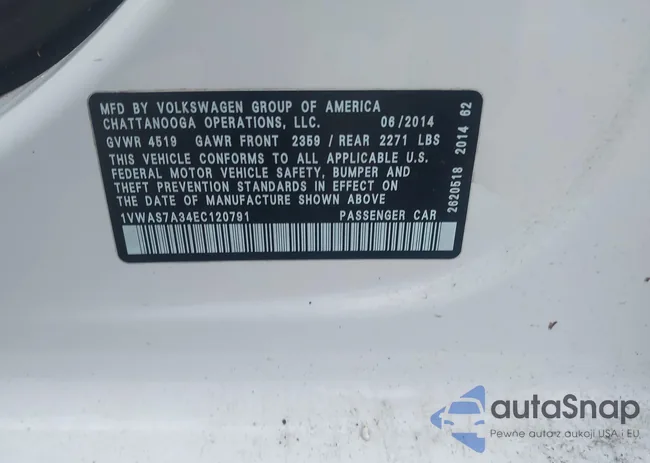 MFD BY VOLKSWAGEN GROUP OF AMERICA
CHATTANOOGA OPERATIONS, LLC. 06/2014
GVWR 4519 GAWR FRONT 2359 / REAR 2271 LBS
THIS VEHICLE CONFORMS TO ALL APPLICABLE U.S.
FEDERAL MOTOR VEHICLE SAFETY, BUMPER AND
THEFT PREVENTION STANDARDS IN EFFECT ON
THE DATE OF MANUFACTURE SHOWN ABOVE
1VWAS7A34EC120791 PASSENGER CAR
2620518 2014 62
autaSnap
Pewne auta z aukcji USA i EU